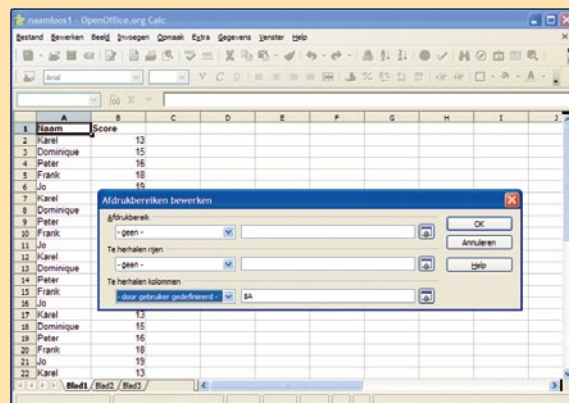 naamloos1 - OpenOffice.org Calc
Bestand Bewerken Beeld Invoegen Opmaak Extra Gegevens Venster Help
Arial
A B C D E F G H I J
1 Naam Score
2 Karel 13
3 Dominique 15
4 Peter 16
5 Frank 18
6 Jo 19
7 Karel
8 Dominique
9 Peter
10 Frank
11 Jo
12 Karel
13 Dominique
14 Peter
15 Frank
16 Jo
17 Karel 13
18 Dominique 15
19 Peter 16
20 Frank 18
21 Jo 19
22 Karel 13
Afdrukbereiken bewerken
Afdrukbereik
- geen -
OK
Te herhalen rijen
Annuleren
- geen -
Help
Te herhalen kolommen
- door gebruiker gedefinieerd - $A
Blad1 Blad2 Blad3